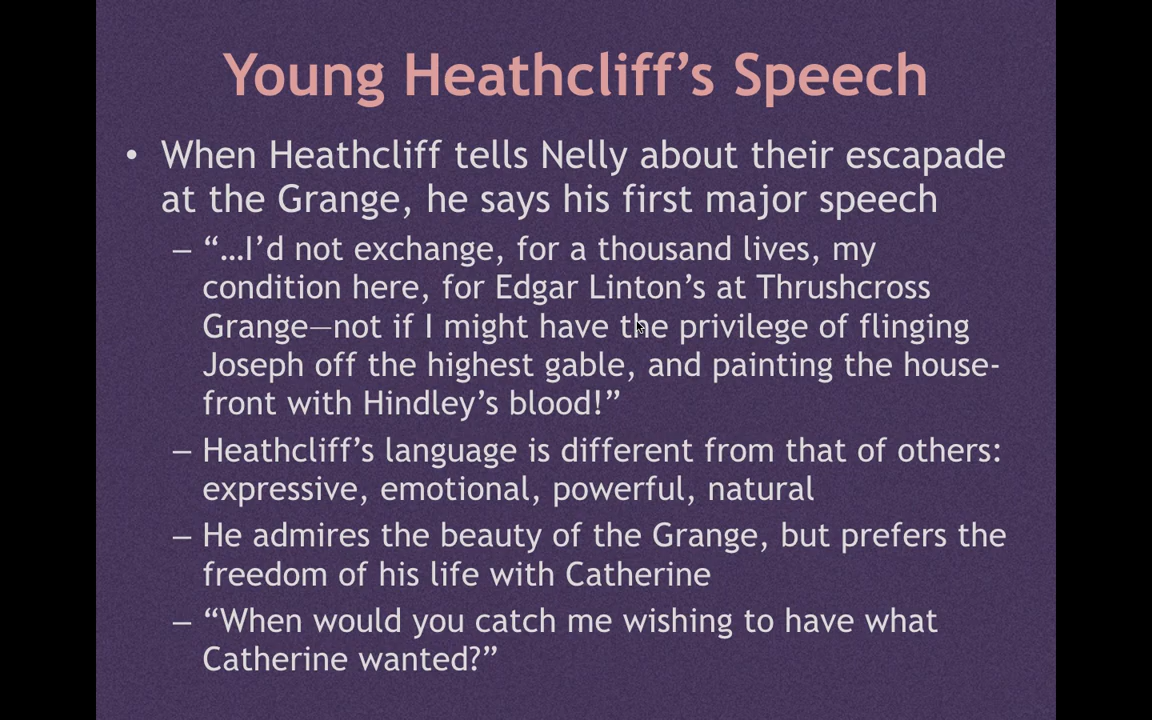 Young Heathcliff’s Speech
• When Heathcliff tells Nelly about their escapade
at the Grange, he says his first major speech
– “…I’d not exchange, for a thousand lives, my
condition here, for Edgar Linton’s at Thrushcross
Grange—not if I might have the privilege of flinging
Joseph off the highest gable, and painting the house-
front with Hindley’s blood!”
– Heathcliff’s language is different from that of others:
expressive, emotional, powerful, natural
– He admires the beauty of the Grange, but prefers the
freedom of his life with Catherine
– “When would you catch me wishing to have what
Catherine wanted?”